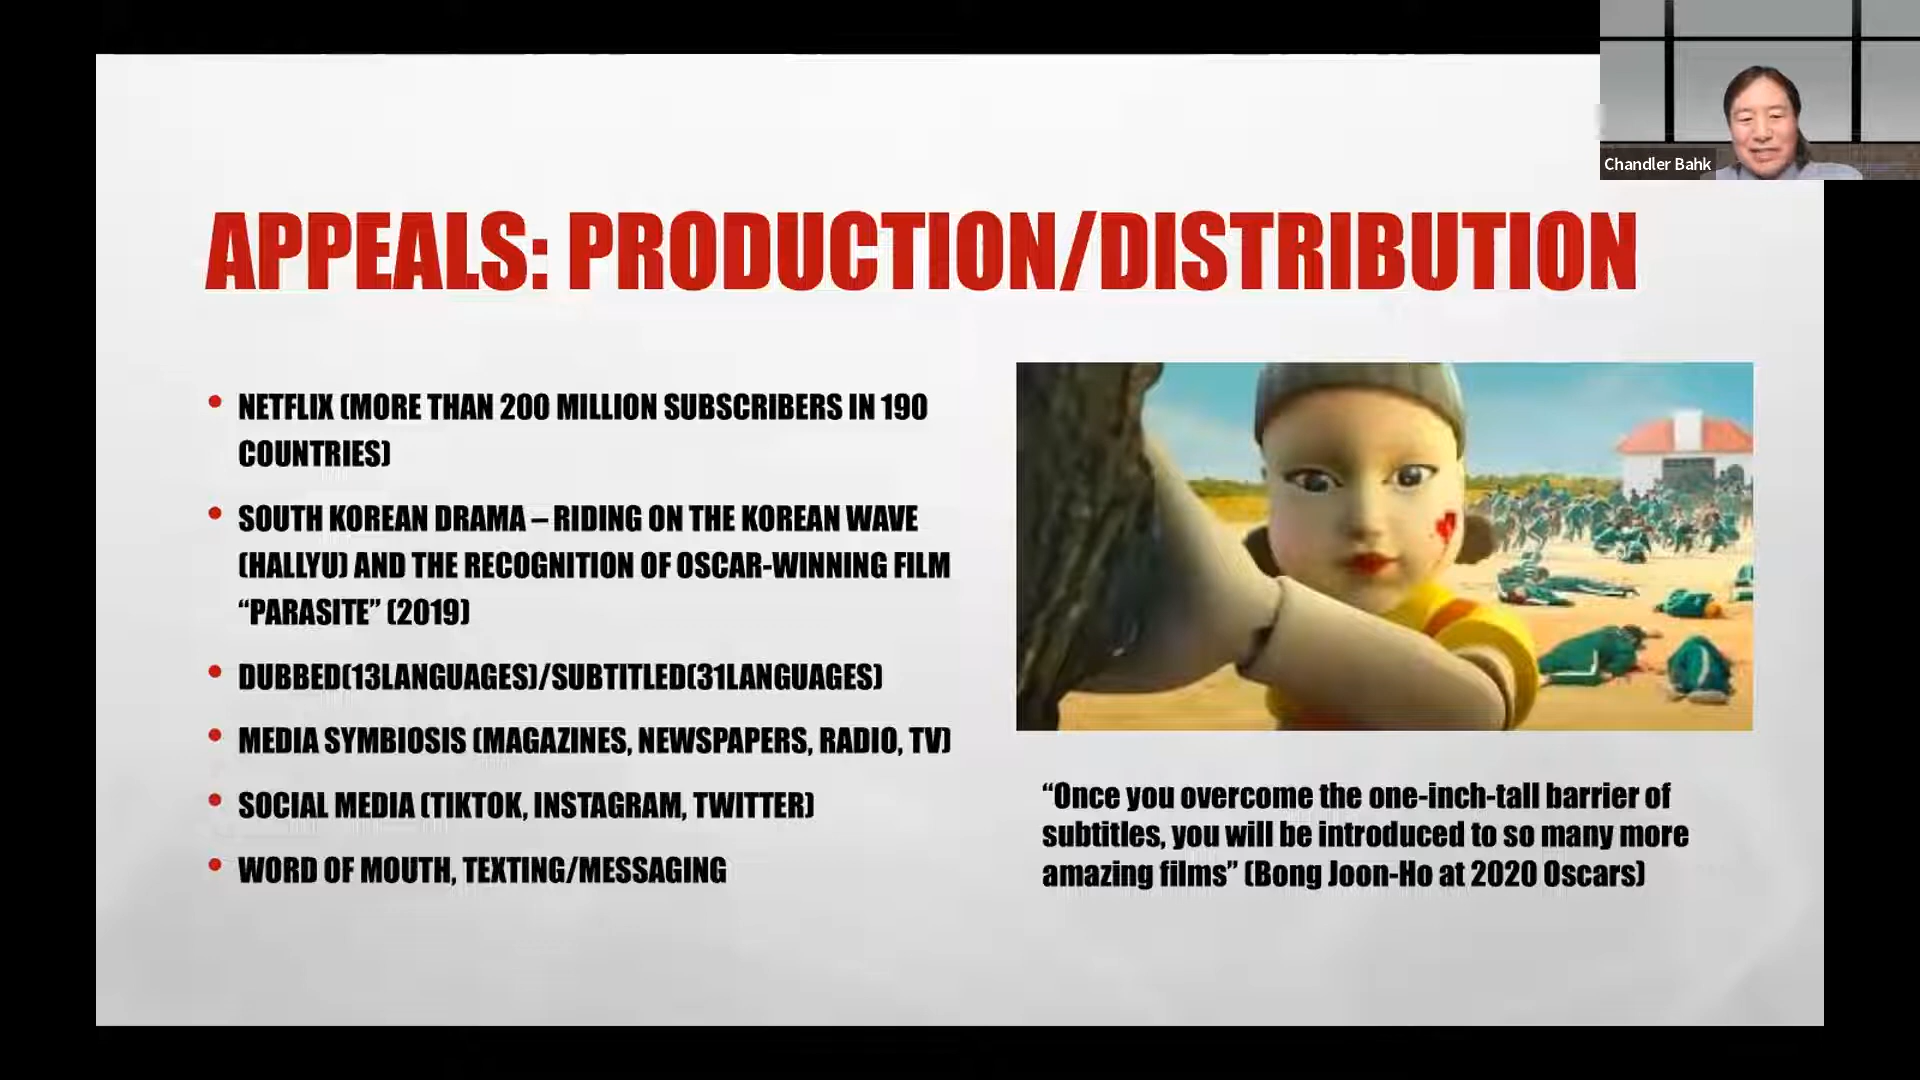 Chandler Bahk
APPEALS: PRODUCTION/DISTRIBUTION
• NETFLIX (MORE THAN 200 MILLION SUBSCRIBERS IN 190
COUNTRIES)
• SOUTH KOREAN DRAMA – RIDING ON THE KOREAN WAVE
(HALLYU) AND THE RECOGNITION OF OSCAR-WINNING FILM
“PARASITE” (2019)
• DUBBED(13LANGUAGES)/SUBTITLED(31LANGUAGES)
• MEDIA SYMBIOSIS (MAGAZINES, NEWSPAPERS, RADIO, TV)
• SOCIAL MEDIA (TIKTOK, INSTAGRAM, TWITTER)
• WORD OF MOUTH, TEXTING/MESSAGING
“Once you overcome the one-inch-tall barrier of
subtitles, you will be introduced to so many more
amazing films” (Bong Joon-Ho at 2020 Oscars)